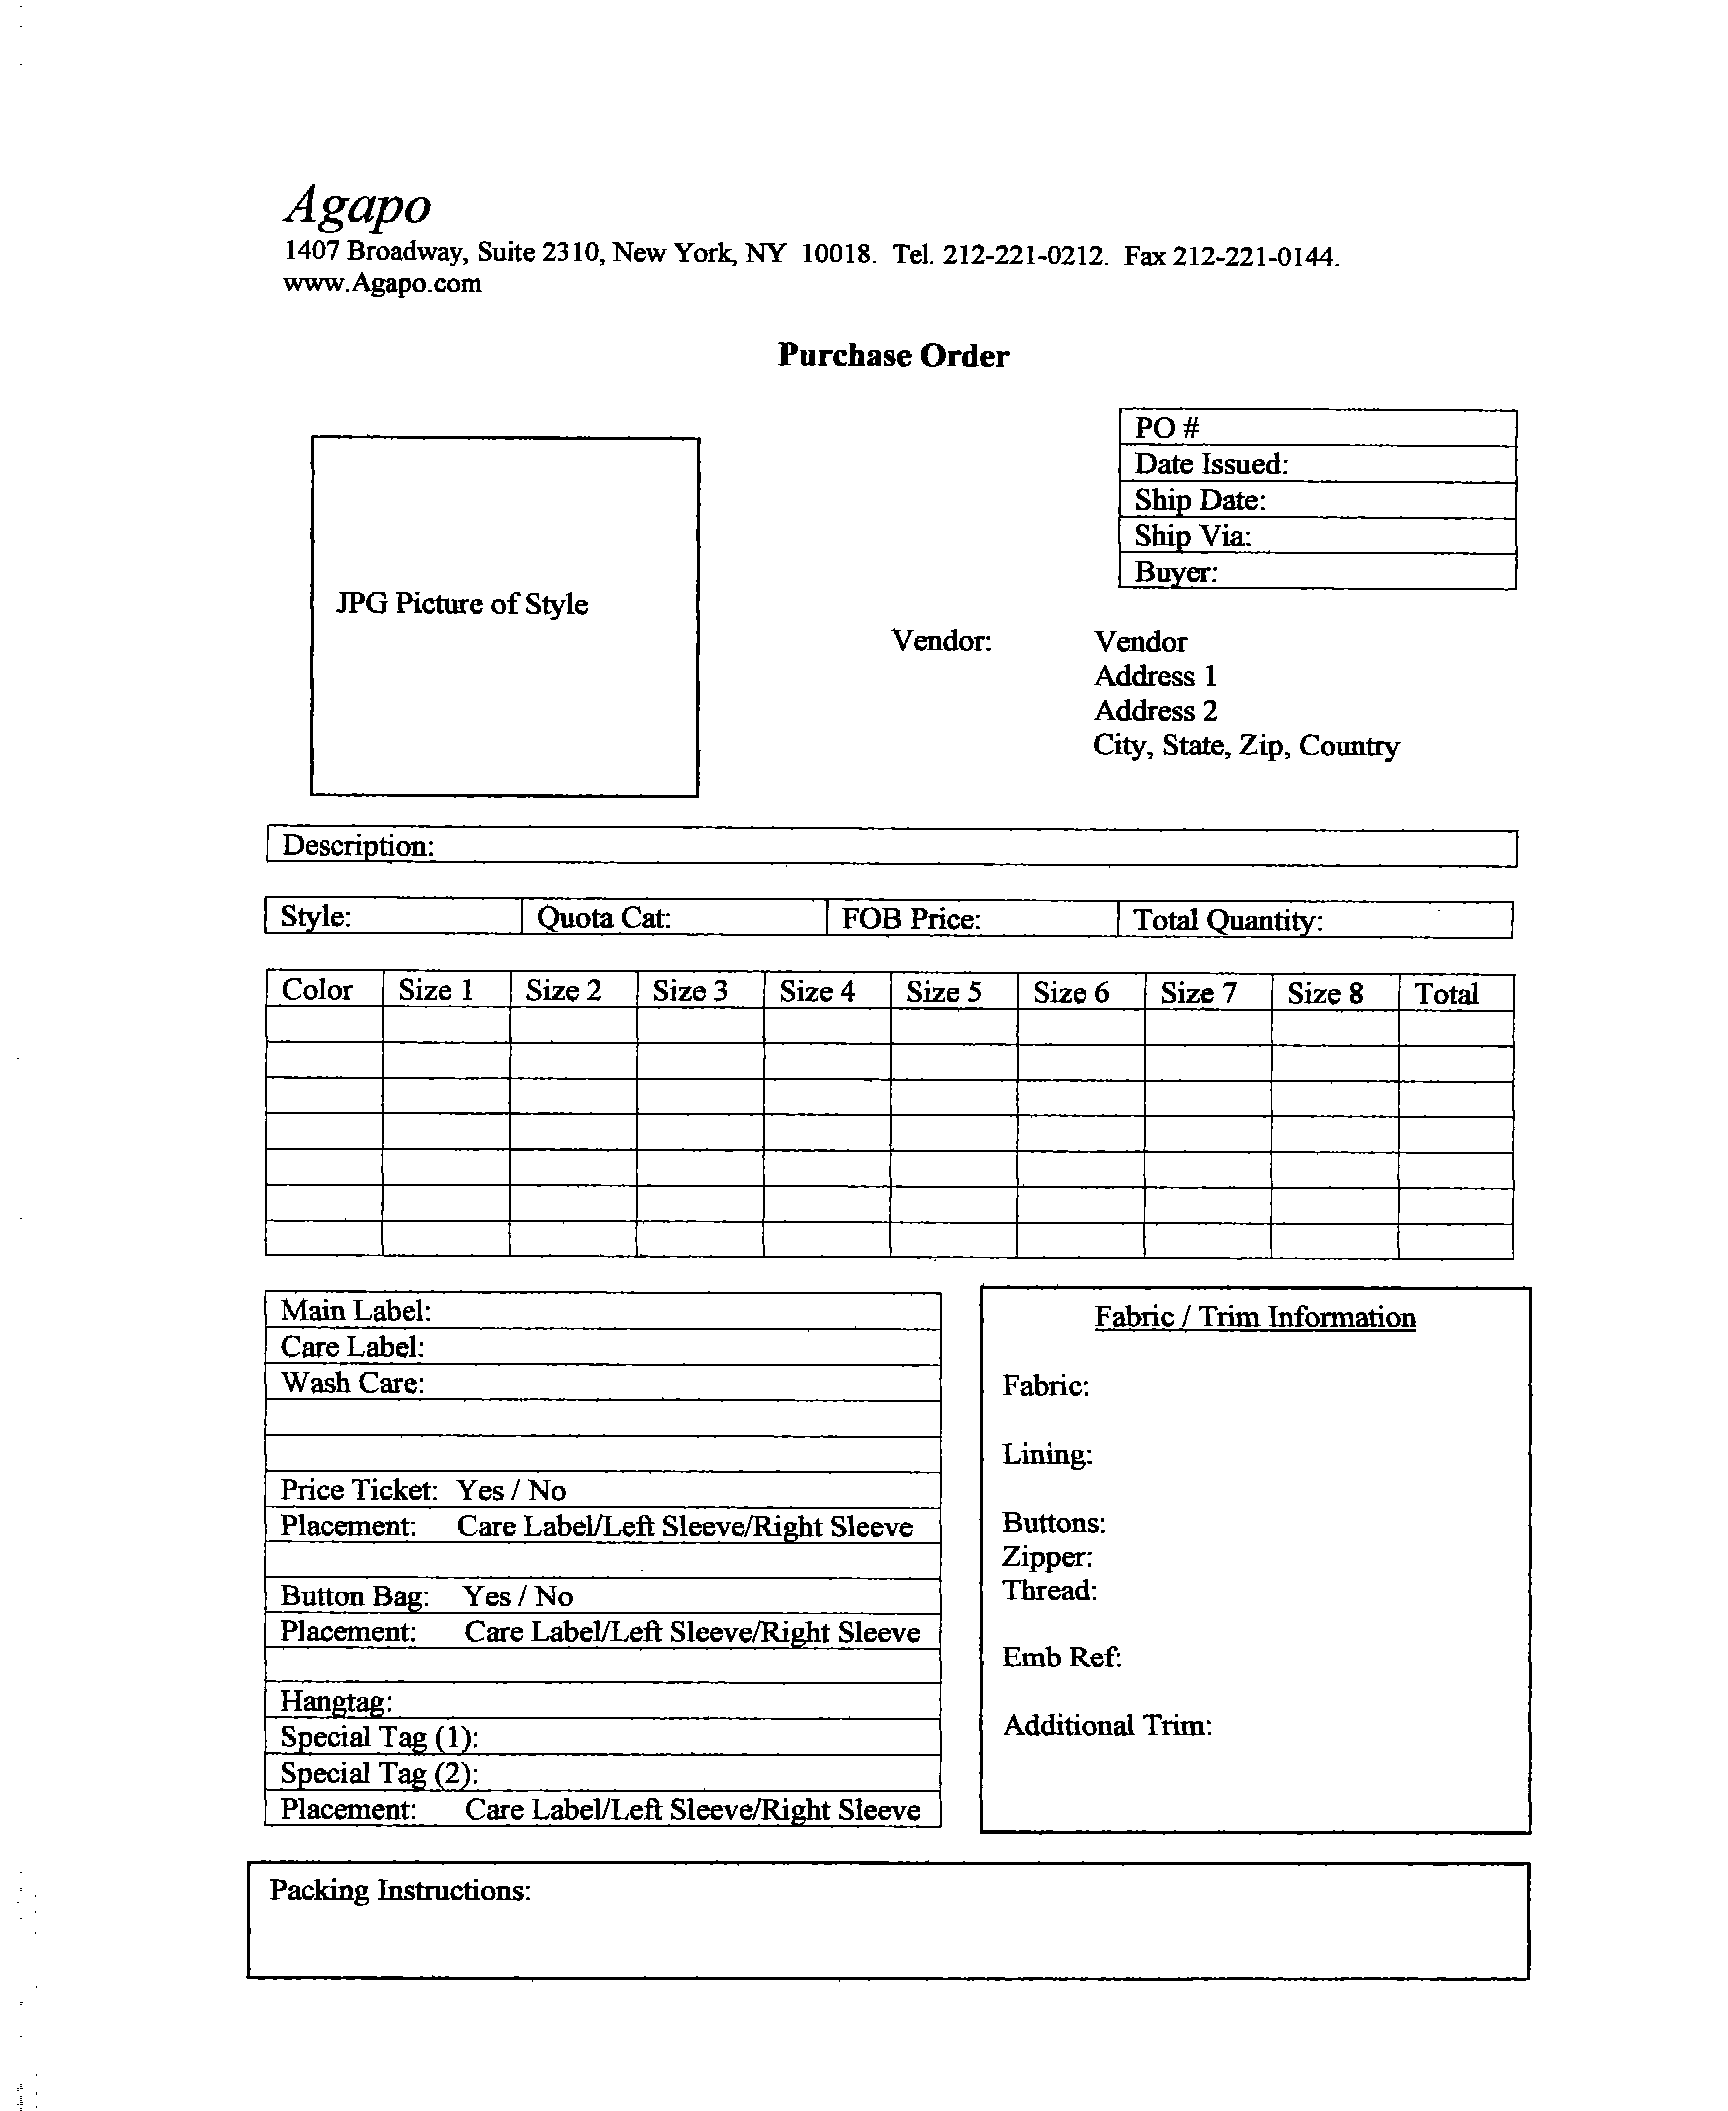 Agapo
1407 Broadway, Suite 2310, New York, NY  10018.  Tel. 212-221-0212.  Fax 212-221-0144.
www.Agapo.com
Purchase Order
PO #
Date Issued:
Ship Date:
Ship Via:
Buyer:
JPG Picture of Style
Vendor: Vendor
Address 1
Address 2
City, State, Zip, Country
Description:
Style: Quota Cat: FOB Price: Total Quantity:
Color Size 1 Size 2 Size 3 Size 4 Size 5 Size 6 Size 7 Size 8 Total
Main Label:
Care Label:
Wash Care:
Price Ticket: Yes / No
Placement: Care Label/Left Sleeve/Right Sleeve
Button Bag: Yes / No
Placement: Care Label/Left Sleeve/Right Sleeve
Hangtag:
Special Tag (1):
Special Tag (2):
Placement: Care Label/Left Sleeve/Right Sleeve
Fabric / Trim Information
Fabric:
Lining:
Buttons:
Zipper:
Thread:
Emb Ref:
Additional Trim:
Packing Instructions: